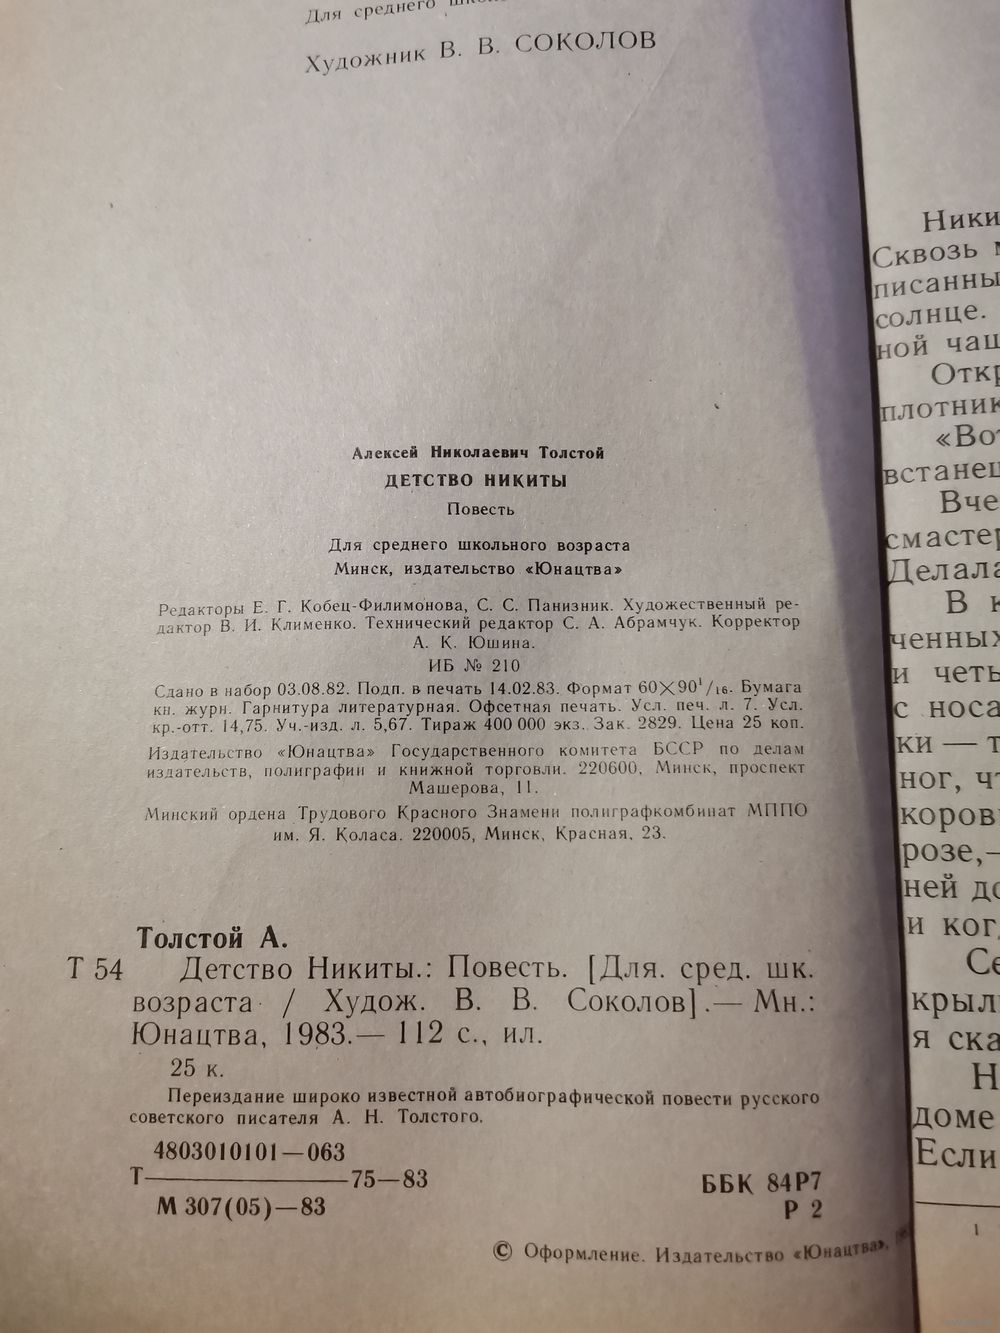 Для среднего
Художник В. В. СОКОЛОВ
Алексей Николаевич Толстой
ДЕТСТВО НИКИТЫ
Повесть
Для среднего школьного возраста
Минск, издательство «Юнацтва»
Редакторы Е. Г. Кобец-Филимонова, С. С. Панизник. Художественный ре-
дактор В. И. Клименко. Технический редактор С. А. Абрамчук. Корректор
А. К. Юшина.
ИБ № 210
Сдано в набор 03.08.82. Подп. в печать 14.02.83. Формат 60×90¹/₁₆. Бумага
кн. журн. Гарнитура литературная. Офсетная печать. Усл. печ. л. 7. Усл.
кр.-отт. 14,75. Уч.-изд. л. 5,67. Тираж 400 000 экз. Зак. 2829. Цена 25 коп.
Издательство «Юнацтва» Государственного комитета БССР по делам
издательств, полиграфии и книжной торговли. 220600, Минск, проспект
Машерова, 11.
Минский ордена Трудового Красного Знамени полиграфкомбинат МППО
им. Я. Коласа. 220005, Минск, Красная, 23.
Толстой А.
Т 54 Детство Никиты.: Повесть. [Для. сред. шк.
возраста / Худож. В. В. Соколов].— Мн.:
Юнацтва, 1983.— 112 с., ил.
25 к.
Переиздание широко известной автобиографической повести русского
советского писателя А. Н. Толстого.
4803010101—063
Т————75—83
М 307(05)—83
ББК 84Р7
Р 2
© Оформление. Издательство «Юнацтва»,
Ники
Сквозь
писанны
солнце.
ной чаш
Откр
плотник
«Вот
встанеш
Вче
смастер
Делала
В к
ченных
и четь
с носа
ки — т
ног, чт
коров
розе,—
ней до
и ког
Се
крыл
я ска
Н
доме
Если
1